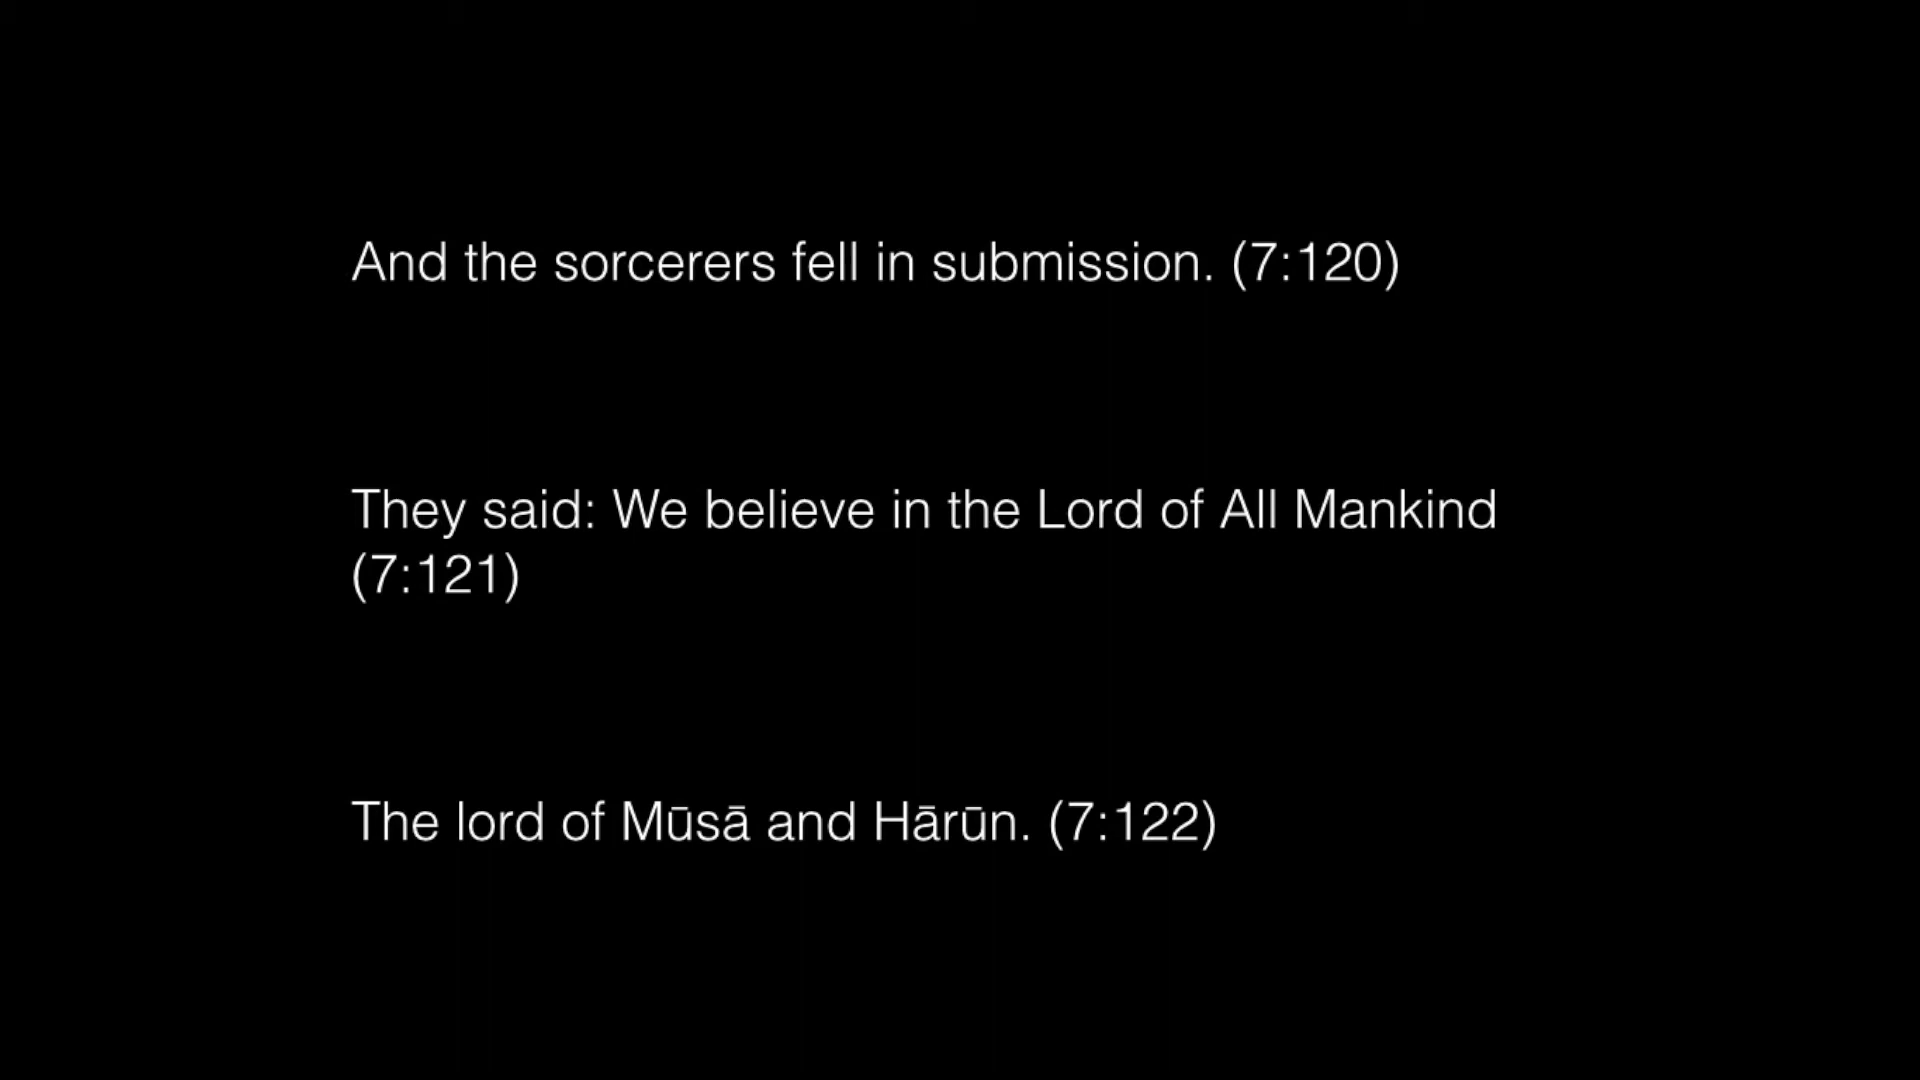 And the sorcerers fell in submission. (7:120)
They said: We believe in the Lord of All Mankind
(7:121)
The lord of Mūsā and Hārūn. (7:122)